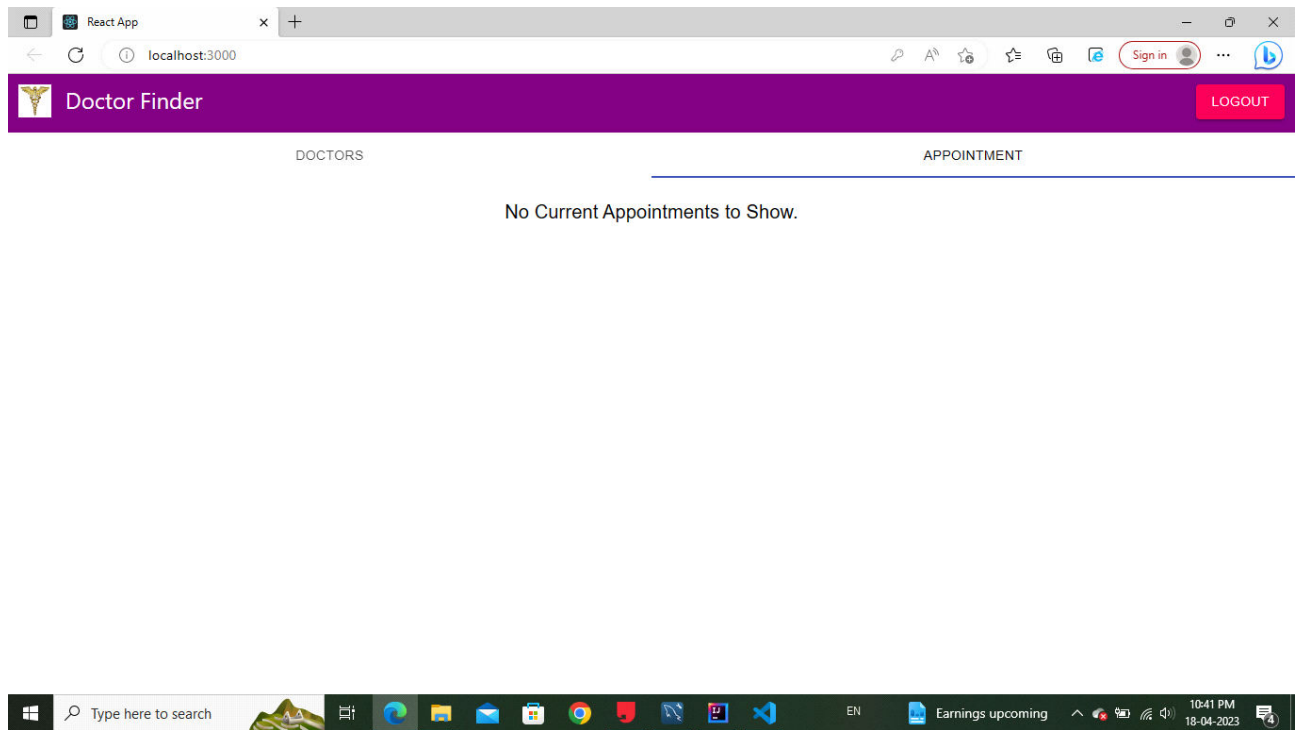 React App
localhost:3000
Sign in
Doctor Finder
LOGOUT
DOCTORS
APPOINTMENT
No Current Appointments to Show.
Type here to search
EN
Earnings upcoming
10:41 PM
18-04-2023
4